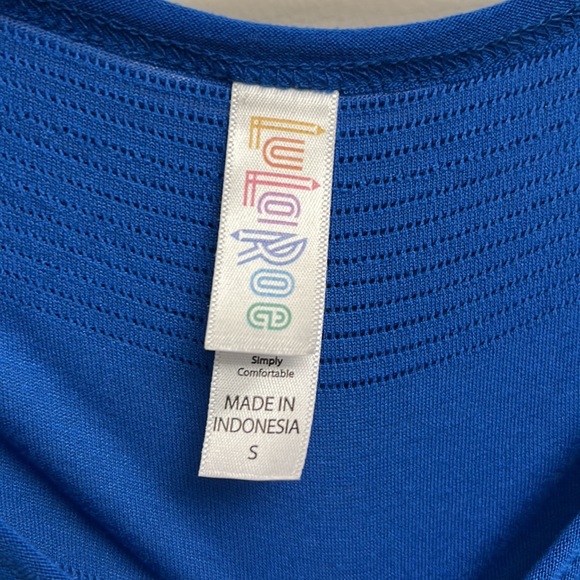 LuLaRoe
Simply
Comfortable
MADE IN
INDONESIA
S